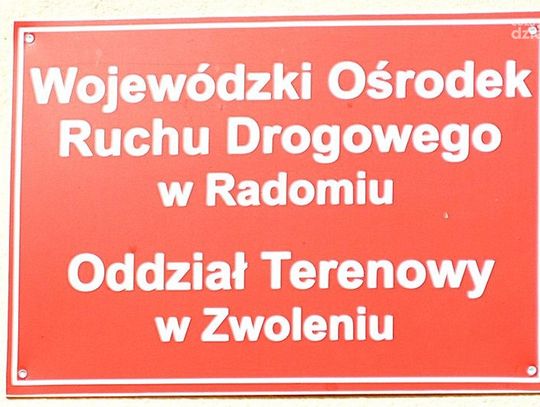 Wojewódzki Ośrodek
Ruchu Drogowego
w Radomiu
Oddział Terenowy
w Zwoleniu